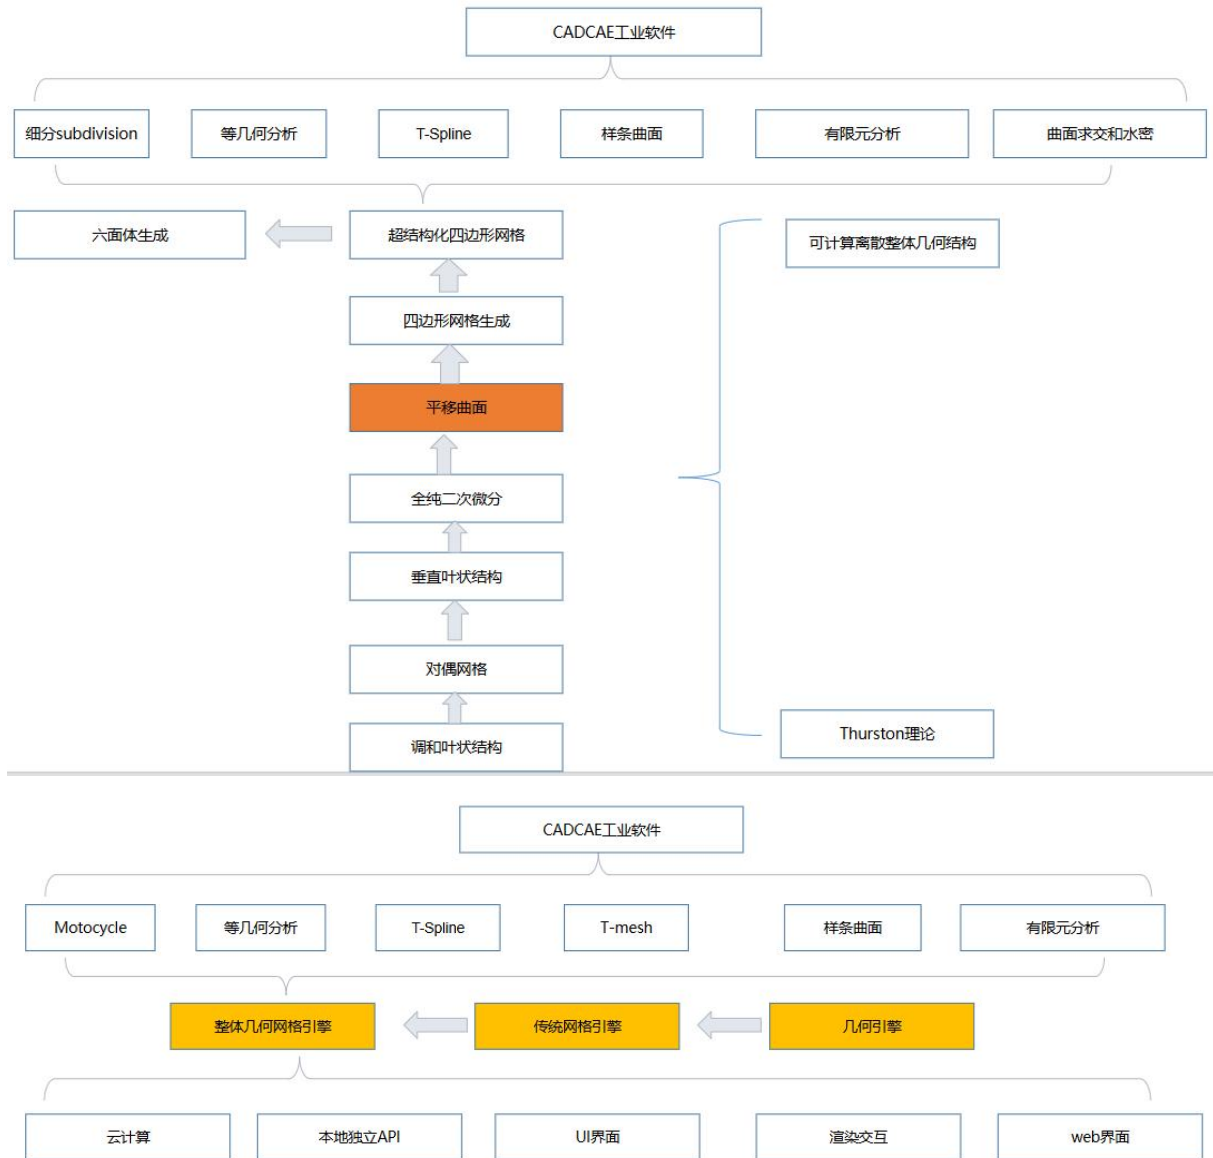 CADCAE工业软件
细分subdivision
等几何分析
T-Spline
样条曲面
有限元分析
曲面求交和水密
六面体生成
超结构化四边形网格
可计算离散整体几何结构
四边形网格生成
平移曲面
全纯二次微分
垂直叶状结构
对偶网格
Thurston理论
调和叶状结构
CADCAE工业软件
Motocycle
等几何分析
T-Spline
T-mesh
样条曲面
有限元分析
整体几何网格引擎
传统网格引擎
几何引擎
云计算
本地独立API
UI界面
渲染交互
web界面